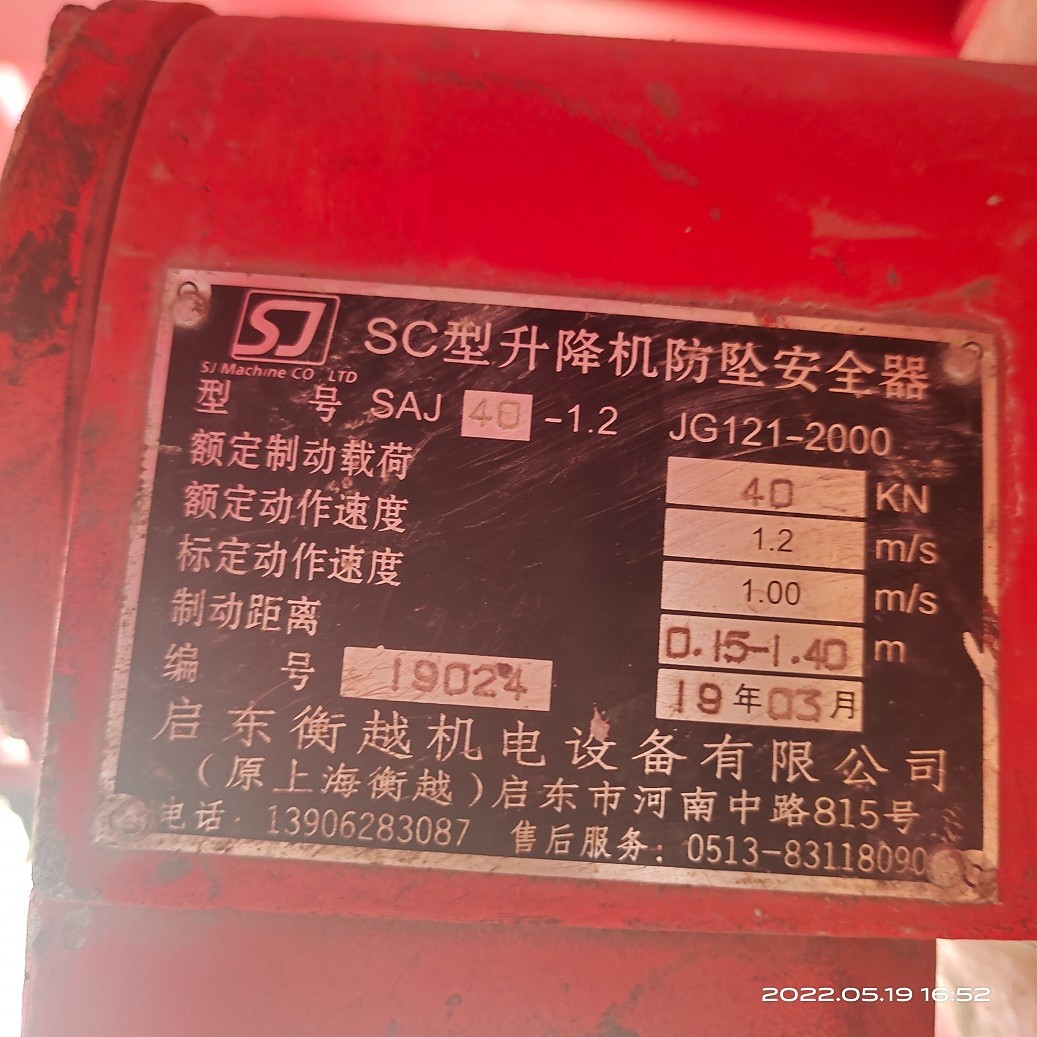 SJ
SJ Machine CO., LTD
SC型升降机防坠安全器
型 号 SAJ 40 -1.2 JG121-2000
额定制动载荷 40 KN
额定动作速度 1.2 m/s
标定动作速度 1.00 m/s
制动距离 0.15-1.40 m
编 号 19024 19年03月
启东衡越机电设备有限公司
(原上海衡越)启东市河南中路815号
电话: 13906283087 售后服务: 0513-83118090
2022.05.19 16:52